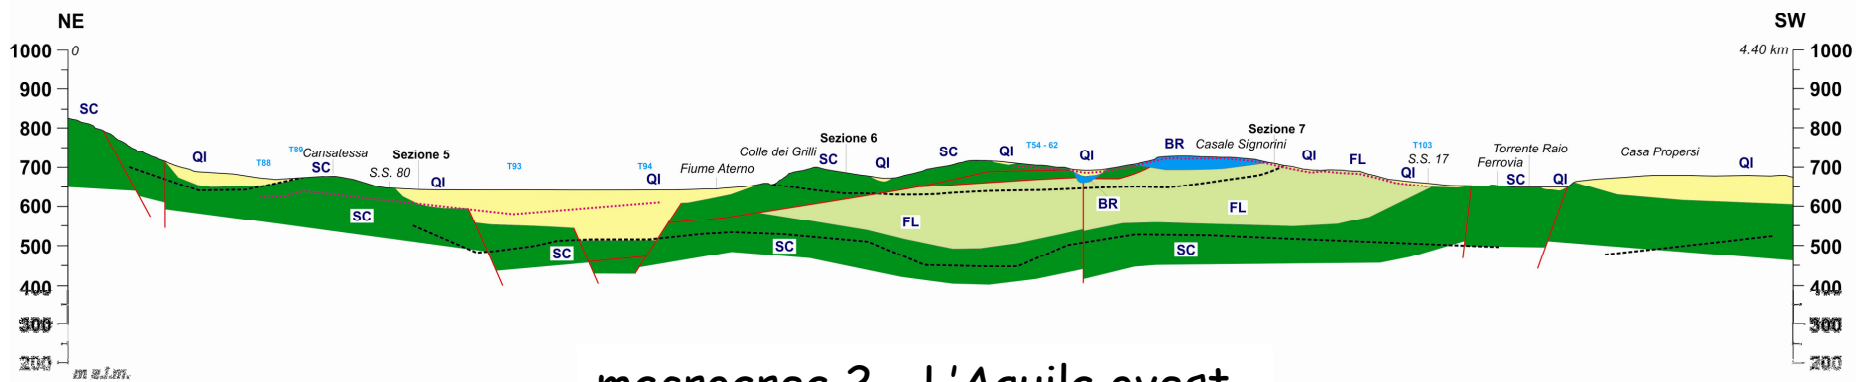 NE SW
1000 0 4.40 km 1000
900 900
800 800
700 700
600 600
500 500
400 400
300 300
200 200
SC
QI
T88
T89
Cansatessa
SC
S.S. 80
Sezione 5
QI
T93
T94
QI
Fiume Aterno
Colle dei Grilli
Sezione 6
SC
QI
SC
QI
T54 - 62
QI
BR
Casale Signorini
Sezione 7
QI
FL
T103
S.S. 17
QI
Ferrovia
Torrente Raio
SC
QI
Casa Propersi
QI
SC
SC
SC
FL
BR
FL
SC
m s.l.m.
2 - L'Aquila ovest